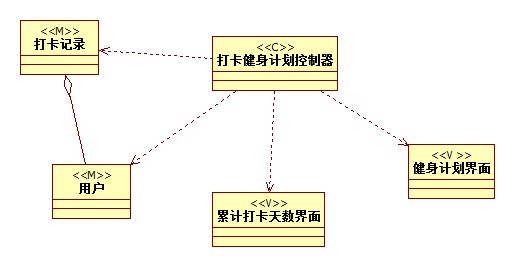 <<M>>
打卡记录
<<C>>
打卡健身计划控制器
<<M>>
用户
<<V>>
累计打卡天数界面
<<V >>
健身计划界面